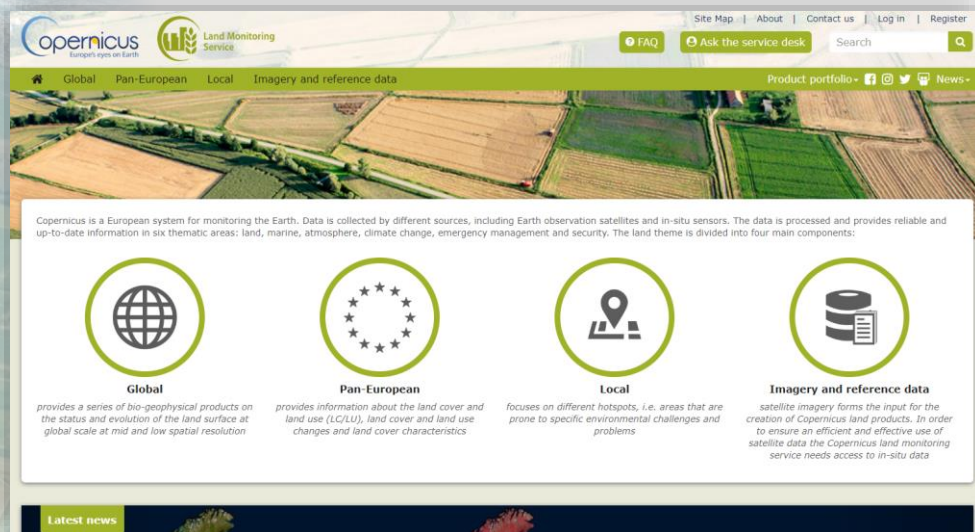 Site Map | About | Contact us | Log in | Register
Copernicus
Europe's eyes on Earth
Land Monitoring
Service
FAQ
Ask the service desk
Search
Global Pan-European Local Imagery and reference data
Product portfolio News
Copernicus is a European system for monitoring the Earth. Data is collected by different sources, including Earth observation satellites and in-situ sensors. The data is processed and provides reliable and
up-to-date information in six thematic areas: land, marine, atmosphere, climate change, emergency management and security. The land theme is divided into four main components:
Global
provides a series of bio-geophysical products on
the status and evolution of the land surface at
global scale at mid and low spatial resolution
Pan-European
provides information about the land cover and
land use (LC/LU), land cover and land use
changes and land cover characteristics
Local
focuses on different hotspots, i.e. areas that are
prone to specific environmental challenges and
problems
Imagery and reference data
satellite imagery forms the input for the
creation of Copernicus land products. In order
to ensure an efficient and effective use of
satellite data the Copernicus land monitoring
service needs access to in-situ data
Latest news